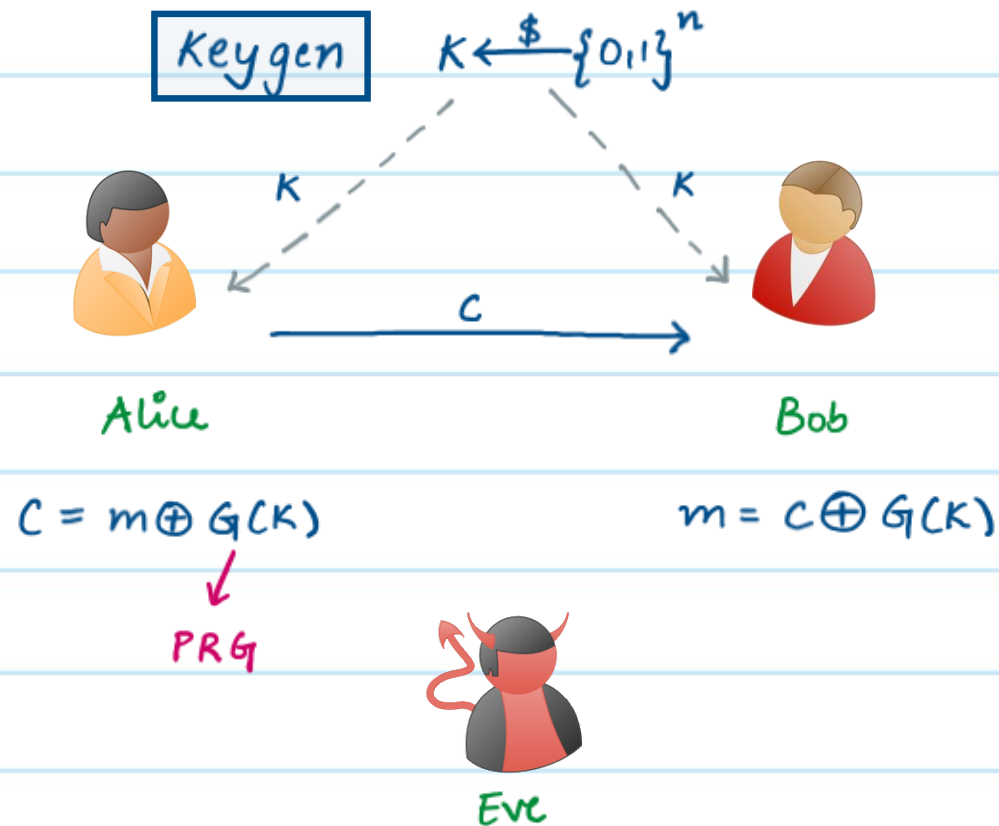 Keygen K ←$ {0,1}ⁿ
K K
C
Alice Bob
C = m ⊕ G(K) m = C ⊕ G(K)
PRG
Eve